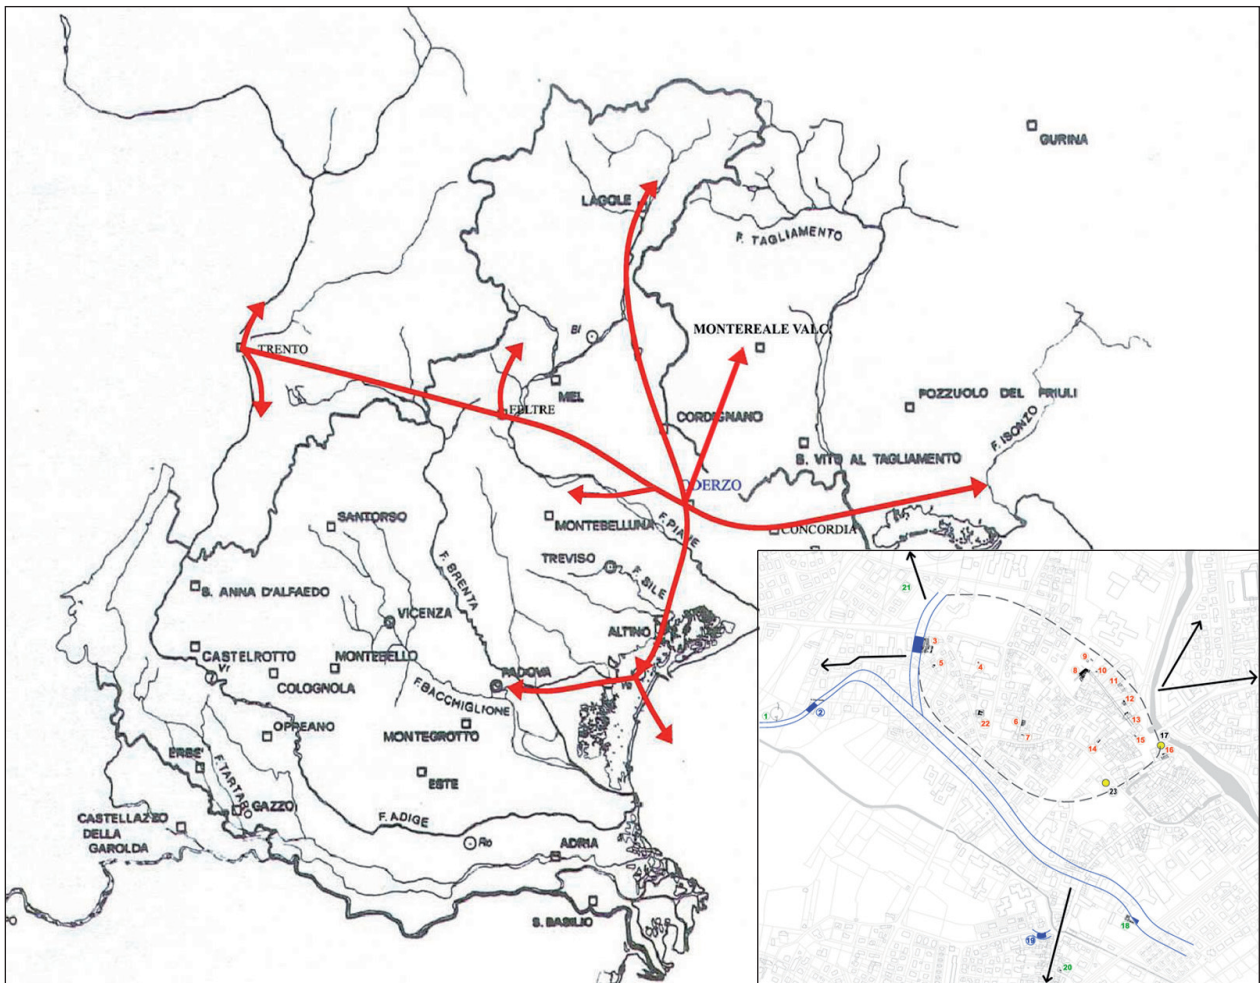 GURINA
LAGOLE
F. TAGLIAMENTO
Bl
MONTEREALE VALC.
TRENTO
MEL
FELTRE
CORDIGNANO
POZZUOLO DEL FRIULI
F. ISONZO
S. VITO AL TAGLIAMENTO
ODERZO
SANTORSO
MONTEBELLUNA
F. PIAVE
CONCORDIA
TREVISO
F. BRENTA
F. SILE
S. ANNA D'ALFAEDO
VICENZA
ALTINO
CASTELROTTO
MONTEBELLO
PADOVA
Vr
COLOGNOLA
F. BACCHIGLIONE
OPPEANO
MONTEGROTTO
ERBE'
F. TARTARO
ESTE
GAZZO
CASTELLAZZO
DELLA
GAROLDA
F. ADIGE
Ro
ADRIA
S. BASILIO
21
3
5
4
9
8
10
11
12
1
2
22
6
7
13
14
15
17
16
23
18
19
20